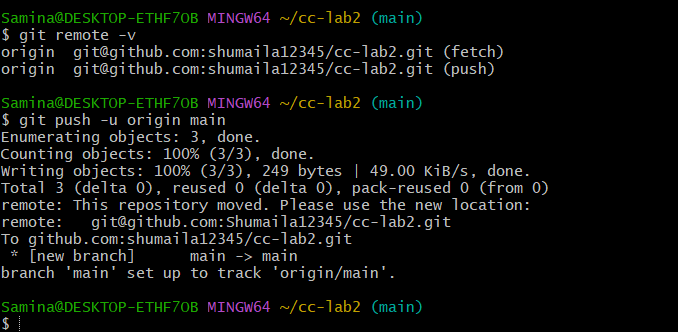 Samina@DESKTOP-ETHF7OB MINGW64 ~/cc-lab2 (main)
$ git remote -v
origin  git@github.com:shumaila12345/cc-lab2.git (fetch)
origin  git@github.com:shumaila12345/cc-lab2.git (push)

Samina@DESKTOP-ETHF7OB MINGW64 ~/cc-lab2 (main)
$ git push -u origin main
Enumerating objects: 3, done.
Counting objects: 100% (3/3), done.
Writing objects: 100% (3/3), 249 bytes | 49.00 KiB/s, done.
Total 3 (delta 0), reused 0 (delta 0), pack-reused 0 (from 0)
remote: This repository moved. Please use the new location:
remote:   git@github.com:Shumaila12345/cc-lab2.git
To github.com:shumaila12345/cc-lab2.git
 * [new branch]      main -> main
branch 'main' set up to track 'origin/main'.

Samina@DESKTOP-ETHF7OB MINGW64 ~/cc-lab2 (main)
$